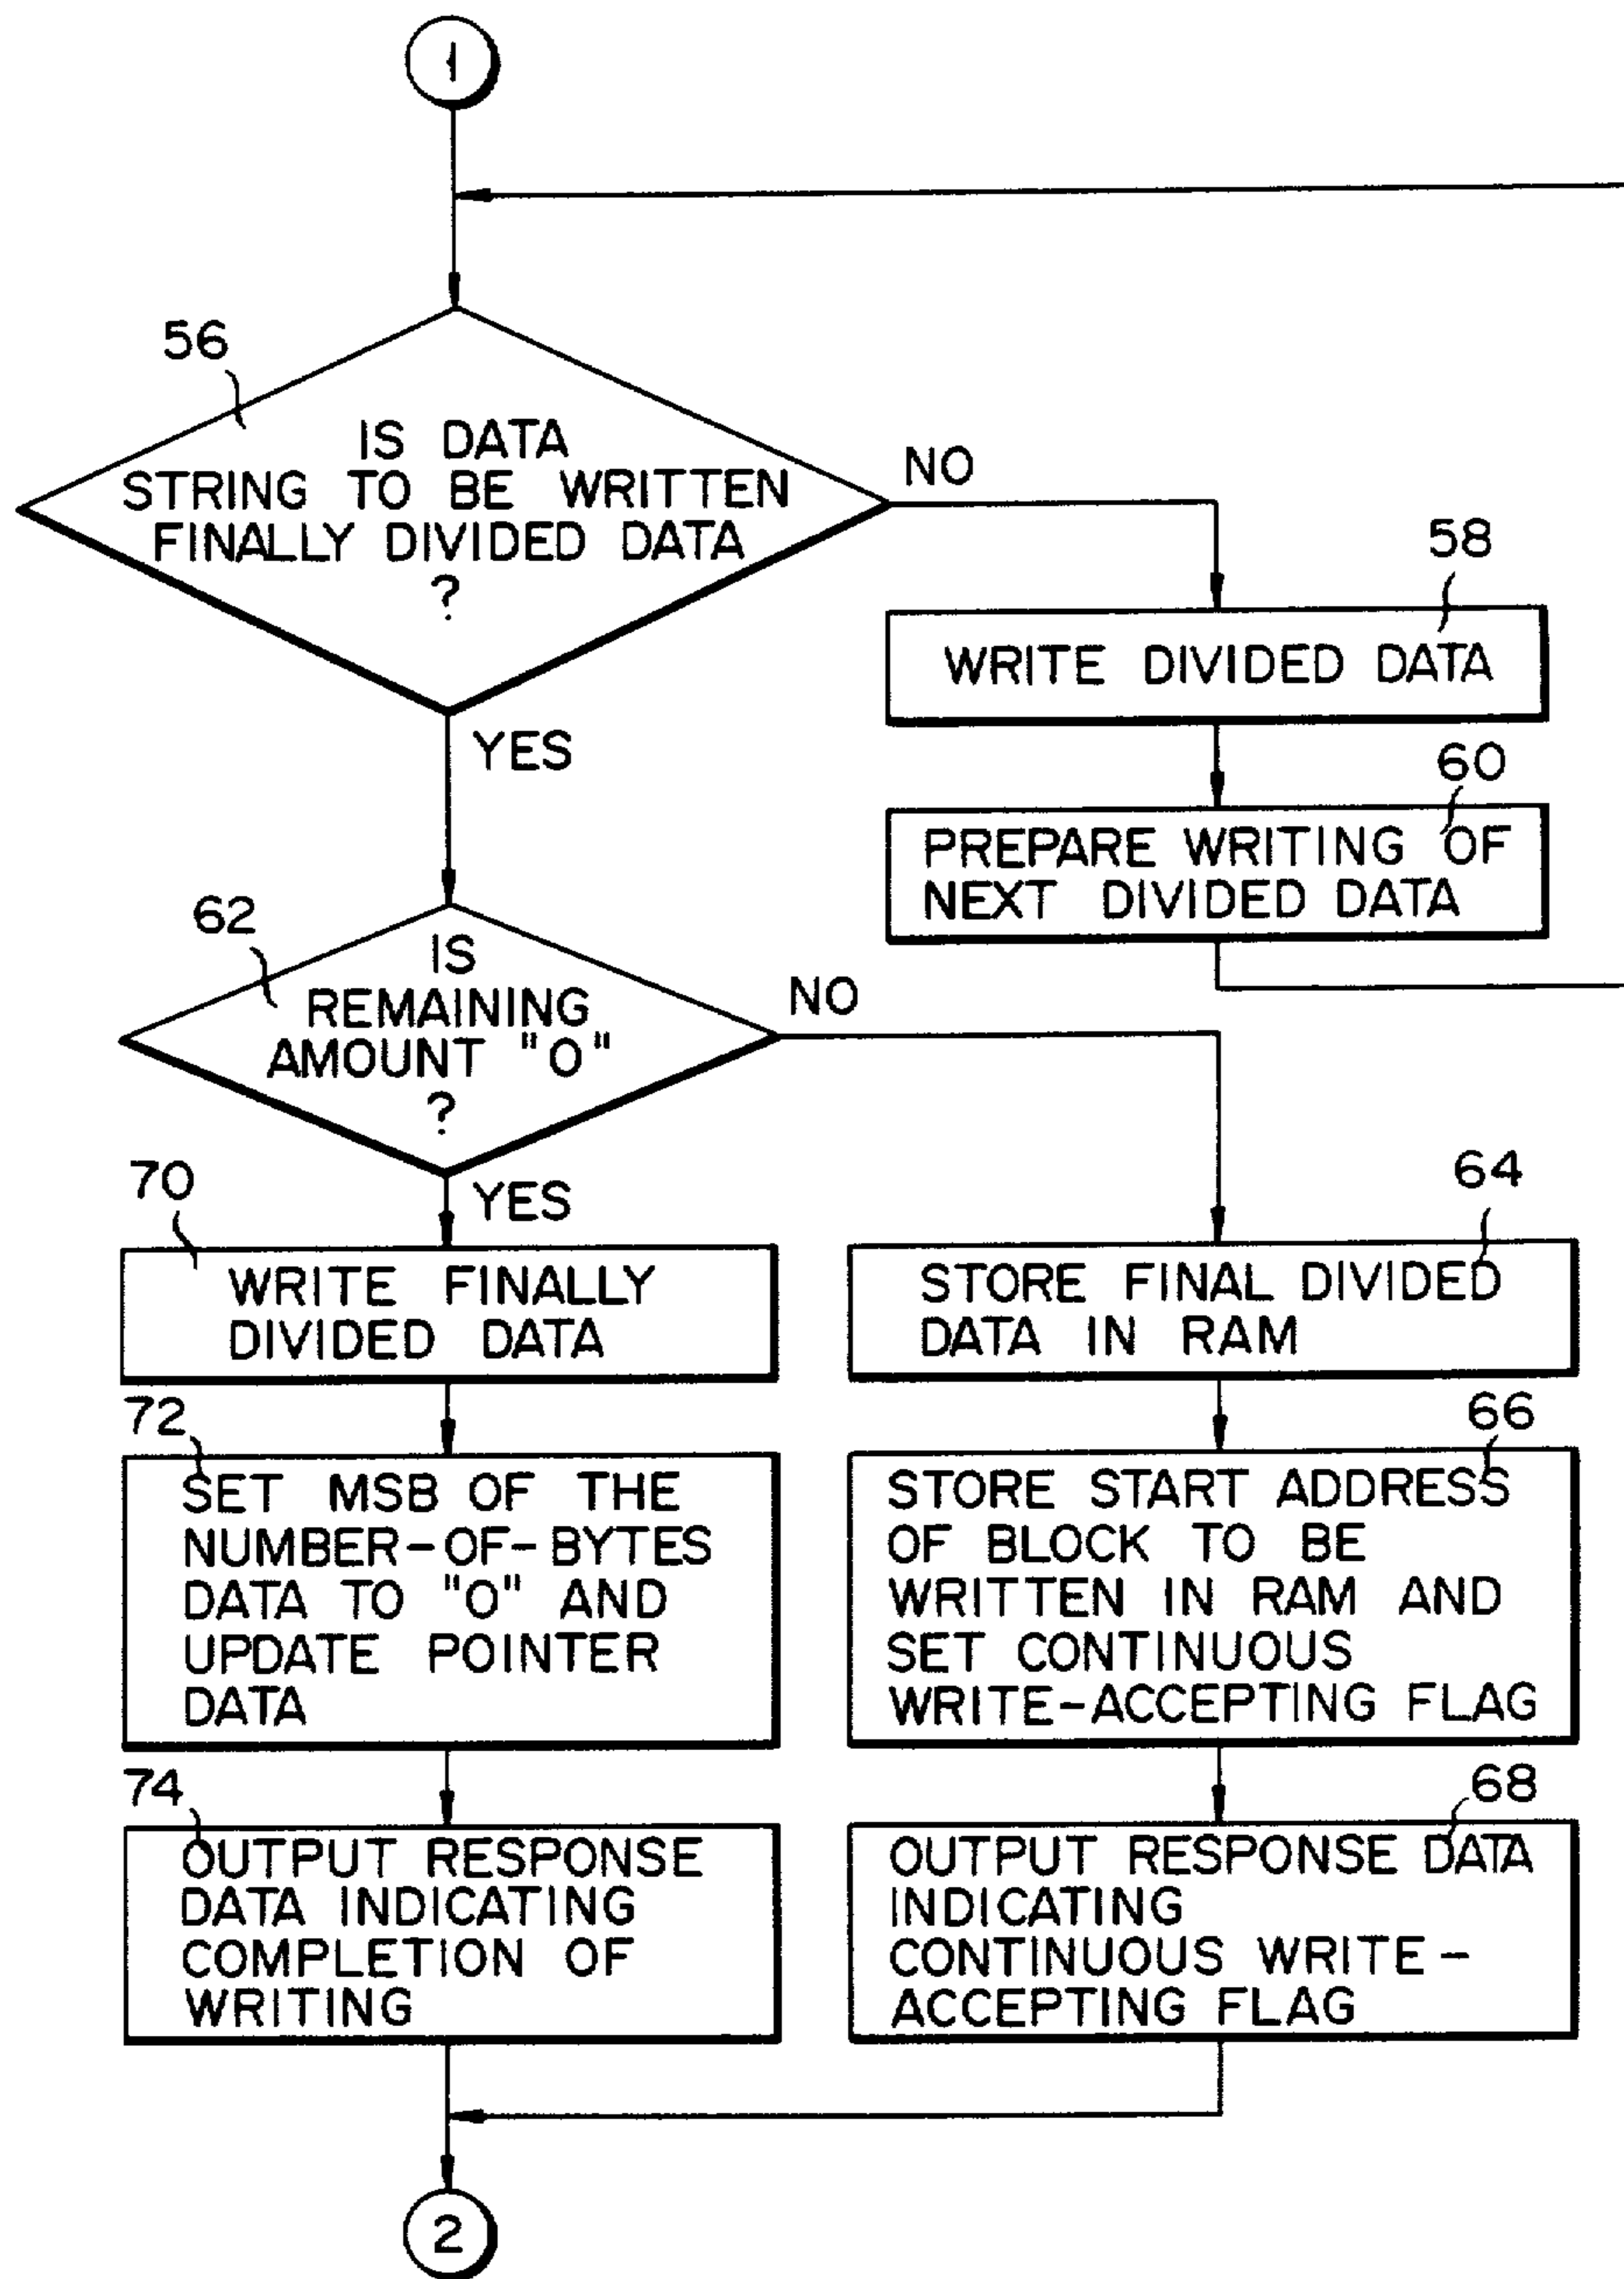 1
56
IS DATA
STRING TO BE WRITTEN
FINALLY DIVIDED DATA
?
NO
YES
58
WRITE DIVIDED DATA
60
PREPARE WRITING OF
NEXT DIVIDED DATA
62
IS
REMAINING
AMOUNT "0"
?
NO
YES
70
WRITE FINALLY
DIVIDED DATA
64
STORE FINAL DIVIDED
DATA IN RAM
72
SET MSB OF THE
NUMBER-OF-BYTES
DATA TO "0" AND
UPDATE POINTER
DATA
66
STORE START ADDRESS
OF BLOCK TO BE
WRITTEN IN RAM AND
SET CONTINUOUS
WRITE-ACCEPTING FLAG
74
OUTPUT RESPONSE
DATA INDICATING
COMPLETION OF
WRITING
68
OUTPUT RESPONSE DATA
INDICATING
CONTINUOUS WRITE-
ACCEPTING FLAG
2